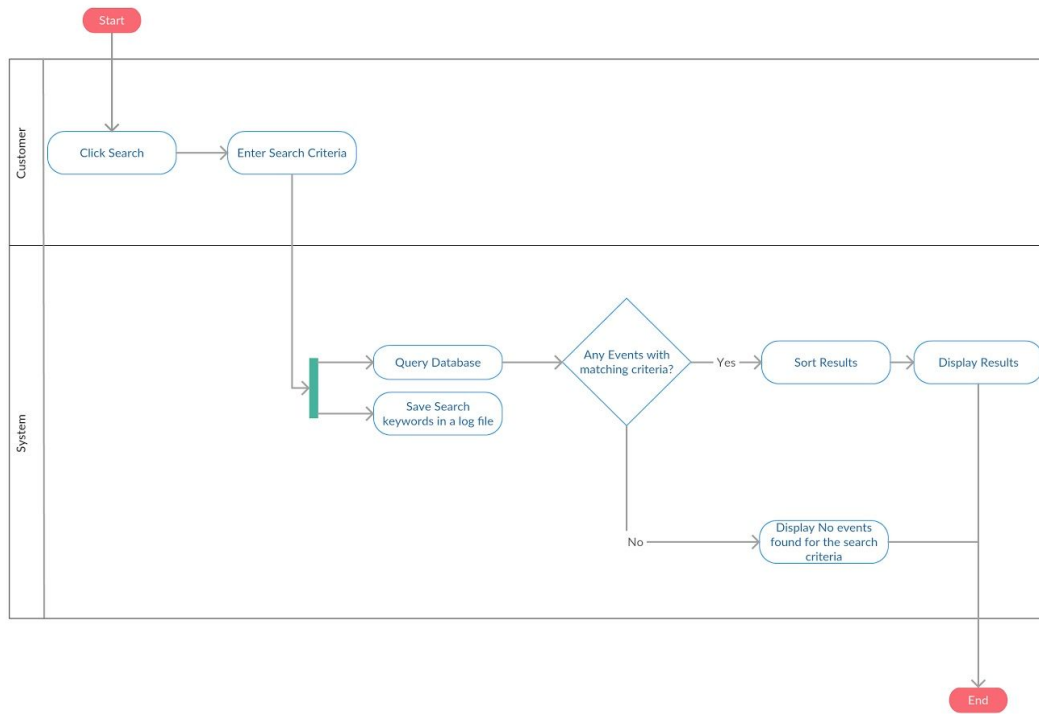 Start
Customer
Click Search
Enter Search Criteria
System
Query Database
Save Search
keywords in a log file
Any Events with
matching criteria?
Yes
Sort Results
Display Results
No
Display No events
found for the search
criteria
End